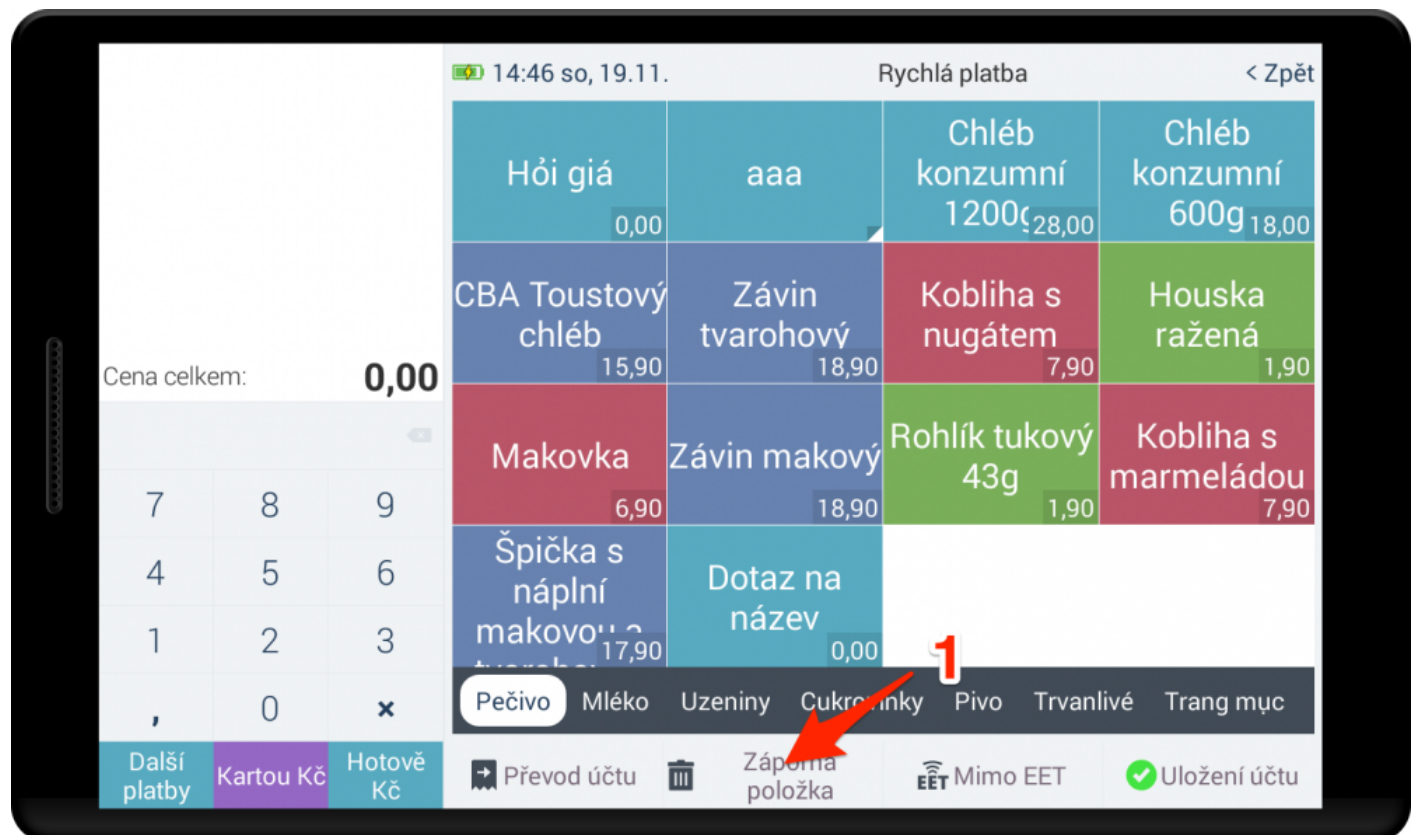 14:46 so, 19.11.
Rychlá platba
< Zpět
Hỏi giá
0,00
aaa
Chléb
konzumní
1200g
28,00
Chléb
konzumní
600g
18,00
CBA Toustový
chléb
15,90
Závin
tvarohový
18,90
Kobliha s
nugátem
7,90
Houska
ražená
1,90
Makovka
6,90
Závin makový
18,90
Rohlík tukový
43g
1,90
Kobliha s
marmeládou
7,90
Špička s
náplní
makovou a
17,90
Dotaz na
název
0,00
Cena celkem:
0,00
7 8 9
4 5 6
1 2 3
, 0 ×
1
Pečivo Mléko Uzeniny Cukrovinky Pivo Trvanlivé Trang mục
Další
platby
Kartou Kč
Hotově
Kč
Převod účtu
Záporná
položka
EET Mimo EET
Uložení účtu